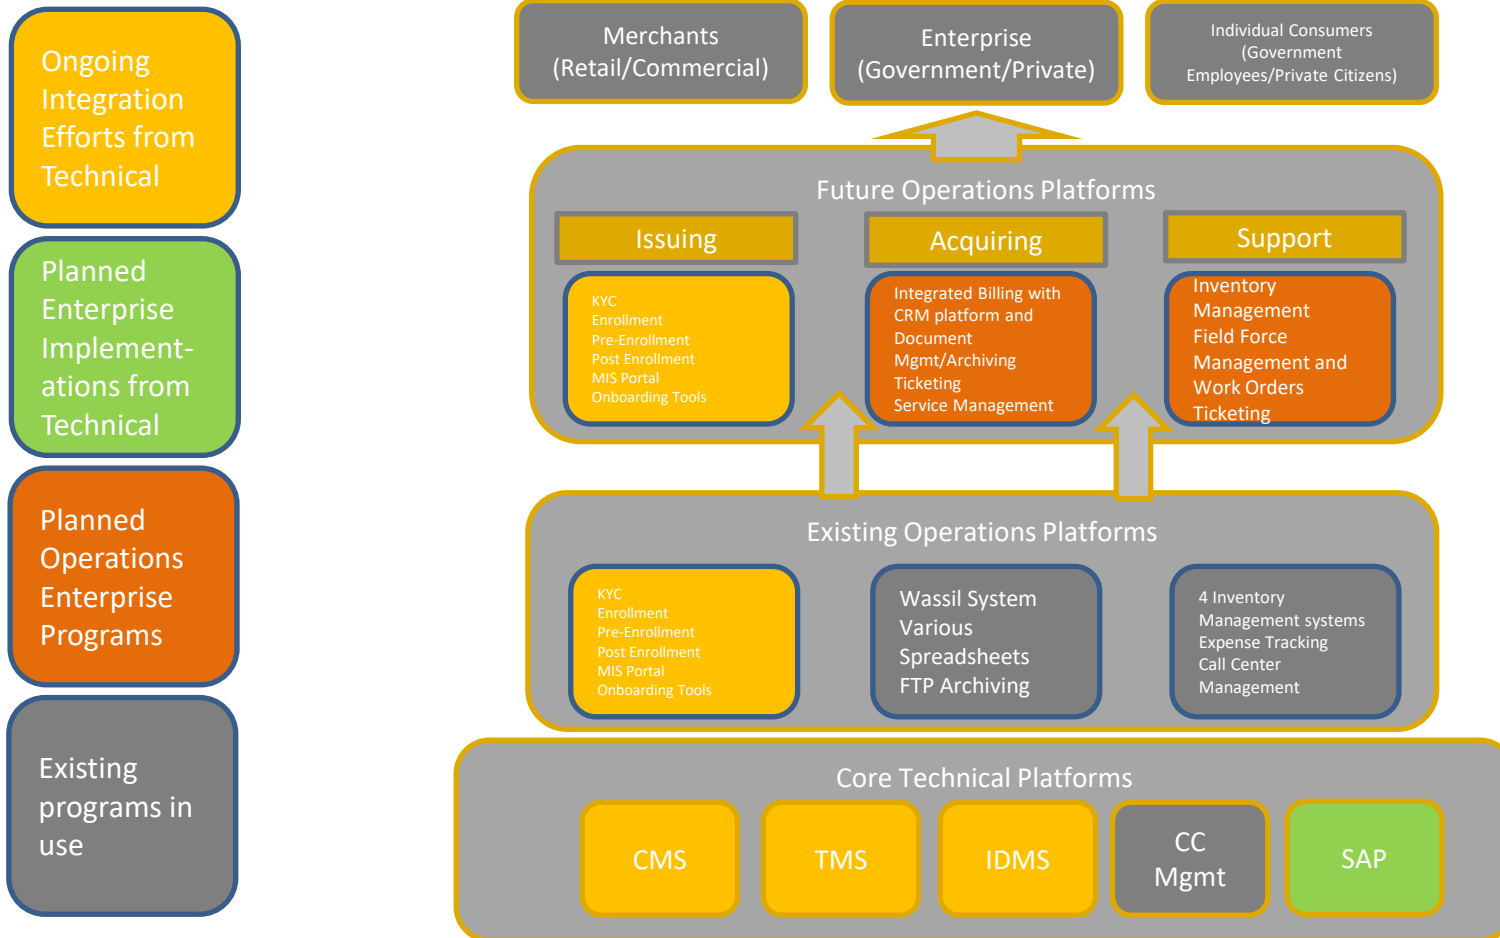 Ongoing
Integration
Efforts from
Technical
Planned
Enterprise
Implement-
ations from
Technical
Planned
Operations
Enterprise
Programs
Existing
programs in
use
Merchants
(Retail/Commercial)
Enterprise
(Government/Private)
Individual Consumers
(Government
Employees/Private Citizens)
Future Operations Platforms
Issuing
Acquiring
Support
KYC
Enrollment
Pre-Enrollment
Post Enrollment
MIS Portal
Onboarding Tools
Integrated Billing with
CRM platform and
Document
Mgmt/Archiving
Ticketing
Service Management
Inventory
Management
Field Force
Management and
Work Orders
Ticketing
Existing Operations Platforms
KYC
Enrollment
Pre-Enrollment
Post Enrollment
MIS Portal
Onboarding Tools
Wassil System
Various
Spreadsheets
FTP Archiving
4 Inventory
Management systems
Expense Tracking
Call Center
Management
Core Technical Platforms
CMS
TMS
IDMS
CC
Mgmt
SAP